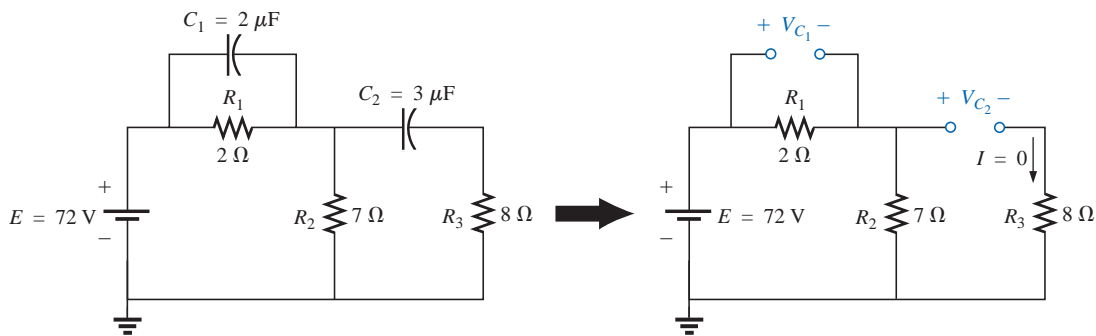 C1 = 2 μF
R1
2 Ω
C2 = 3 μF
+
E = 72 V
–
R2
7 Ω
R3
8 Ω
+ VC1 –
R1
2 Ω
+ VC2 –
I = 0
+
E = 72 V
–
R2
7 Ω
R3
8 Ω